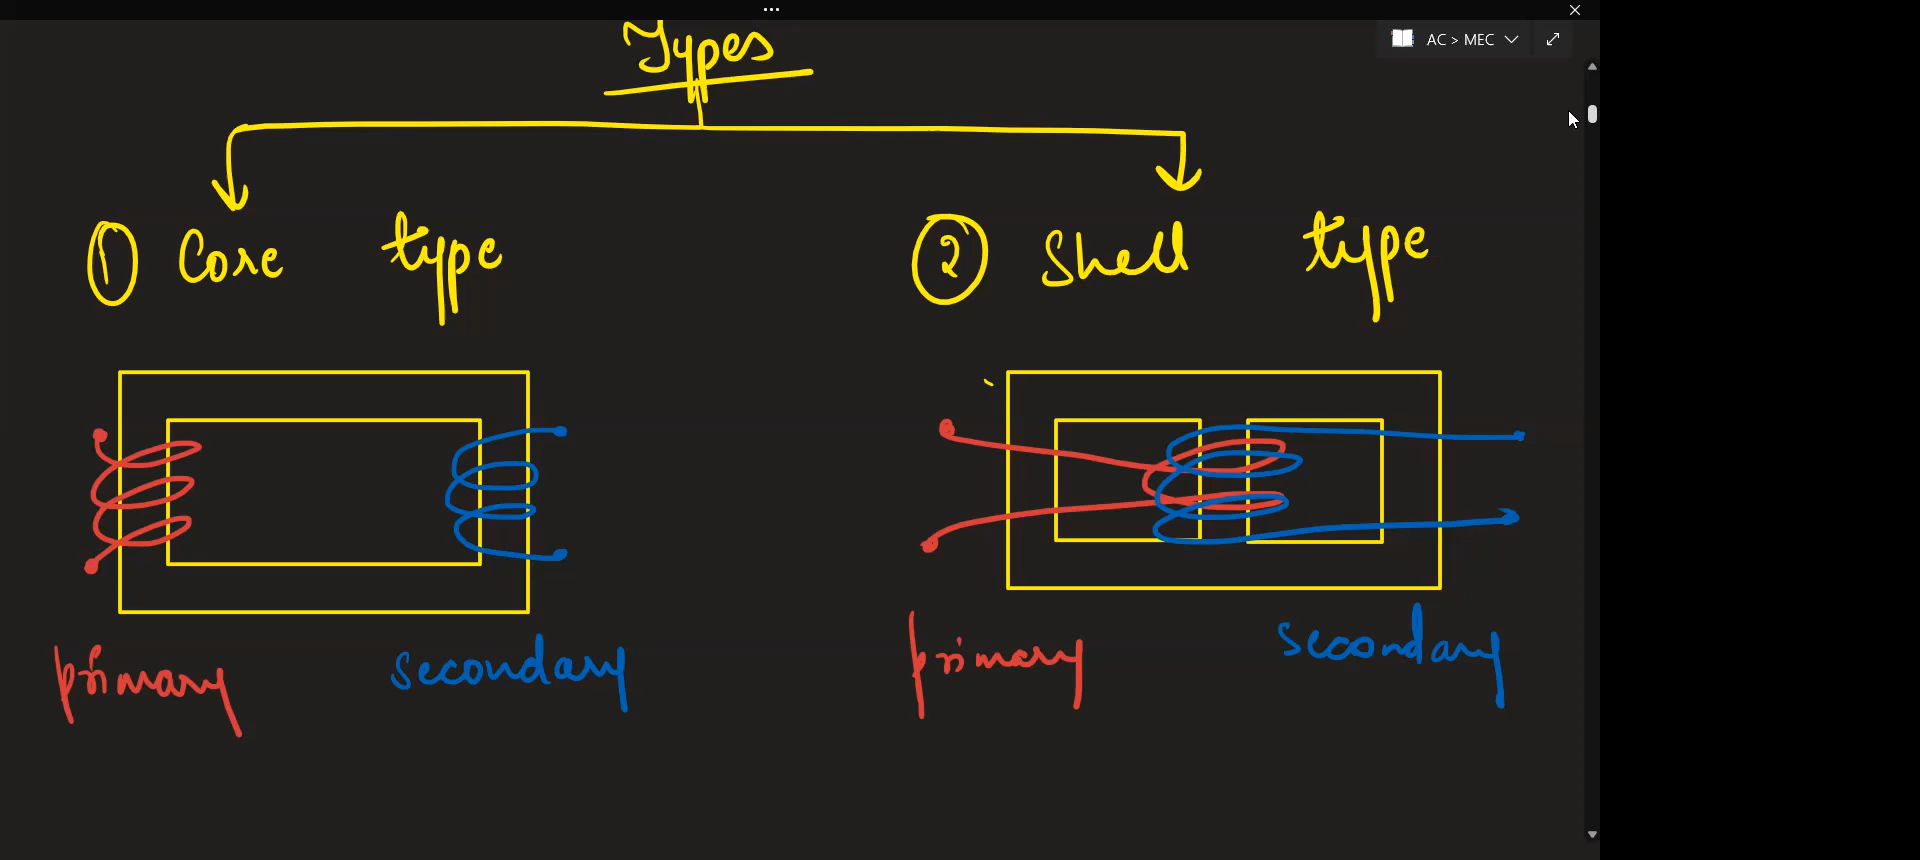 AC > MEC
Types
① Core type
② Shell type
primary
secondary
primary
secondary